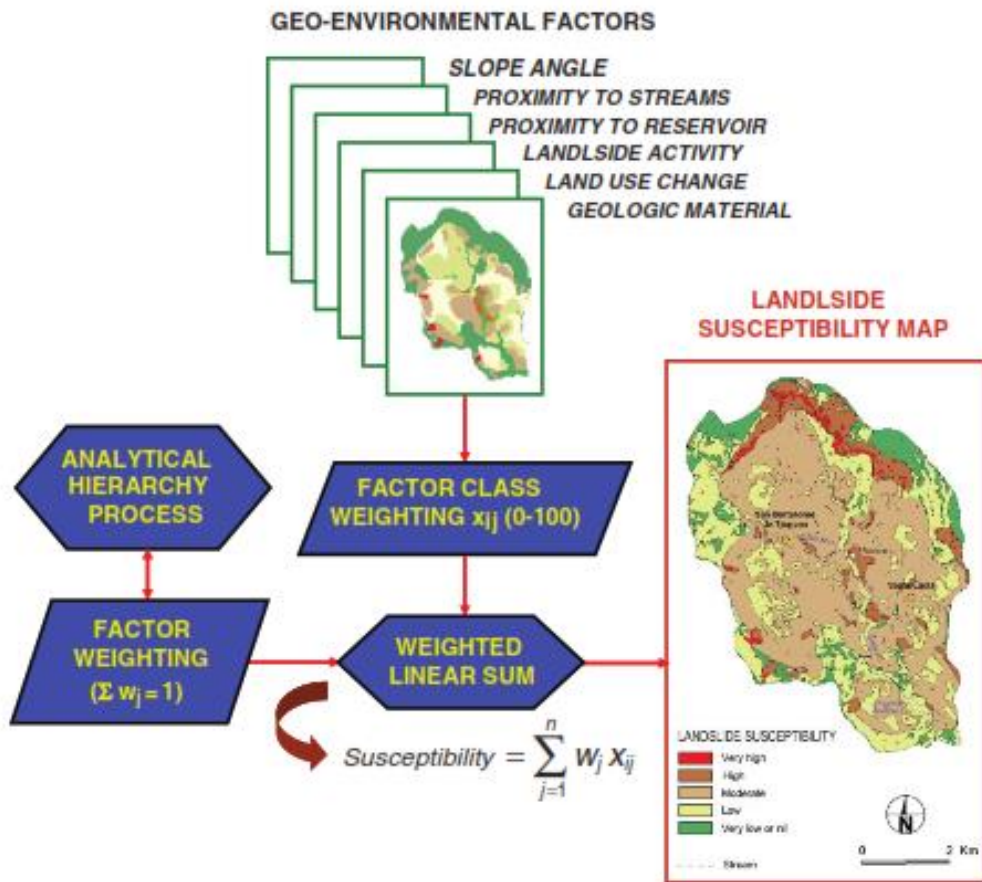 GEO-ENVIRONMENTAL FACTORS
SLOPE ANGLE
PROXIMITY TO STREAMS
PROXIMITY TO RESERVOIR
LANDLSIDE ACTIVITY
LAND USE CHANGE
GEOLOGIC MATERIAL
LANDLSIDE
SUSCEPTIBILITY MAP
ANALYTICAL
HIERARCHY
PROCESS
FACTOR CLASS
WEIGHTING xij (0-100)
FACTOR
WEIGHTING
(Σ wj = 1)
WEIGHTED
LINEAR SUM
Susceptibility = ∑ j=1 n Wj Xij
LANDSLIDE SUSCEPTIBILITY
Very high
High
Moderate
Low
Very low or nil
Stream
N
0 2 Km